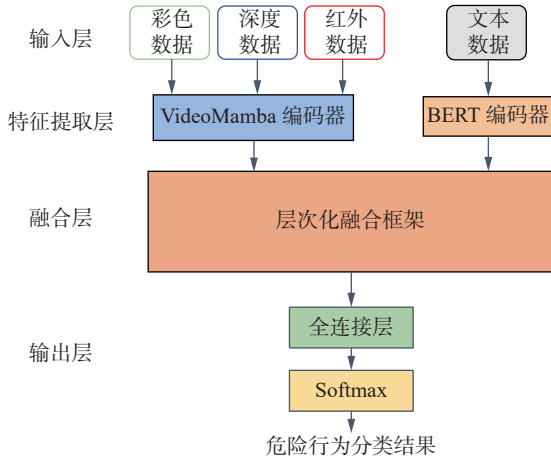 输入层
彩色
数据
深度
数据
红外
数据
文本
数据
特征提取层
VideoMamba 编码器
BERT 编码器
融合层
层次化融合框架
输出层
全连接层
Softmax
危险行为分类结果